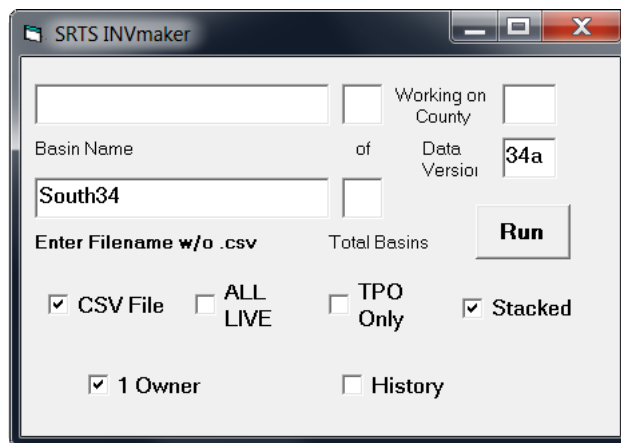 SRTS INVmaker
Working on
County
Basin Name
of
Data
Version
34a
South34
Enter Filename w/o .csv
Total Basins
Run
CSV File
ALL
LIVE
TPO
Only
Stacked
1 Owner
History